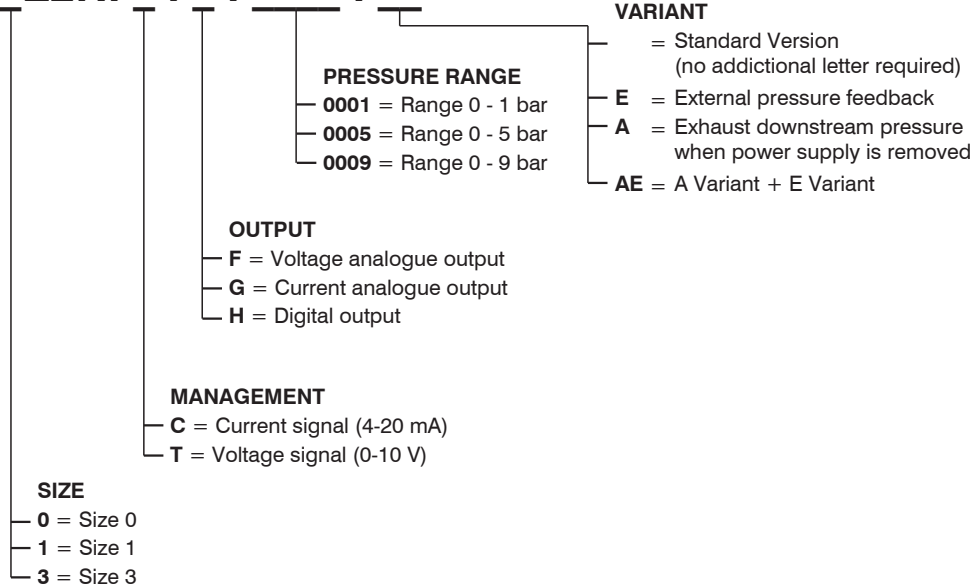 VARIANT
= Standard Version
(no addictional letter required)
E = External pressure feedback
A = Exhaust downstream pressure
when power supply is removed
AE = A Variant + E Variant
PRESSURE RANGE
0001 = Range 0 - 1 bar
0005 = Range 0 - 5 bar
0009 = Range 0 - 9 bar
OUTPUT
F = Voltage analogue output
G = Current analogue output
H = Digital output
MANAGEMENT
C = Current signal (4-20 mA)
T = Voltage signal (0-10 V)
SIZE
0 = Size 0
1 = Size 1
3 = Size 3